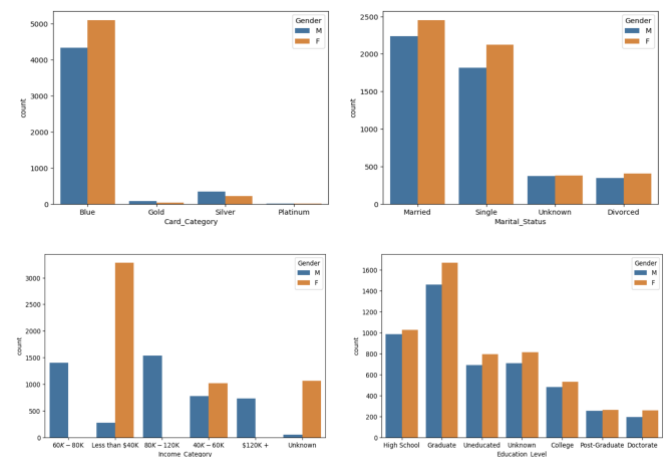 Gender
M
F
5000
4000
3000
2000
1000
0
count
Blue Gold Silver Platinum
Card_Category
Gender
M
F
2500
2000
1500
1000
500
0
count
Married Single Unknown Divorced
Marital_Status
Gender
M
F
3000
2500
2000
1500
1000
500
0
count
60K - 80K Less than $40K 80K - 120K 40K - 60K $120K + Unknown
Income_Category
Gender
M
F
1600
1400
1200
1000
800
600
400
200
0
count
High School Graduate Uneducated Unknown College Post-Graduate Doctorate
Education_Level